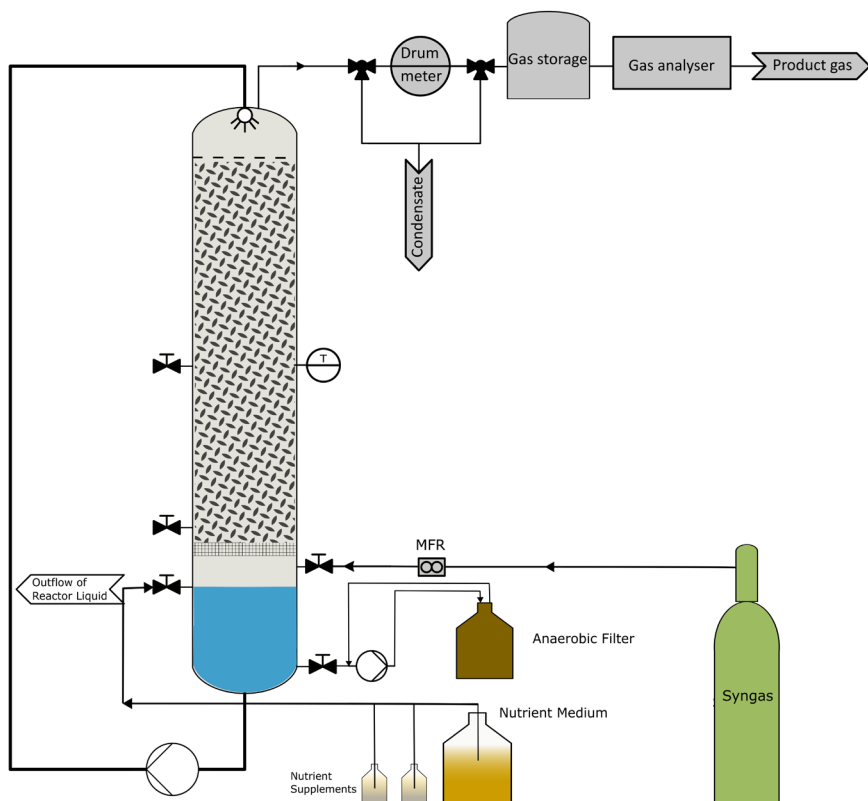 Drum
meter
Gas storage
Gas analyser
Product gas
Condensate
T
MFR
Outflow of
Reactor Liquid
Anaerobic Filter
Syngas
Nutrient Medium
Nutrient
Supplements